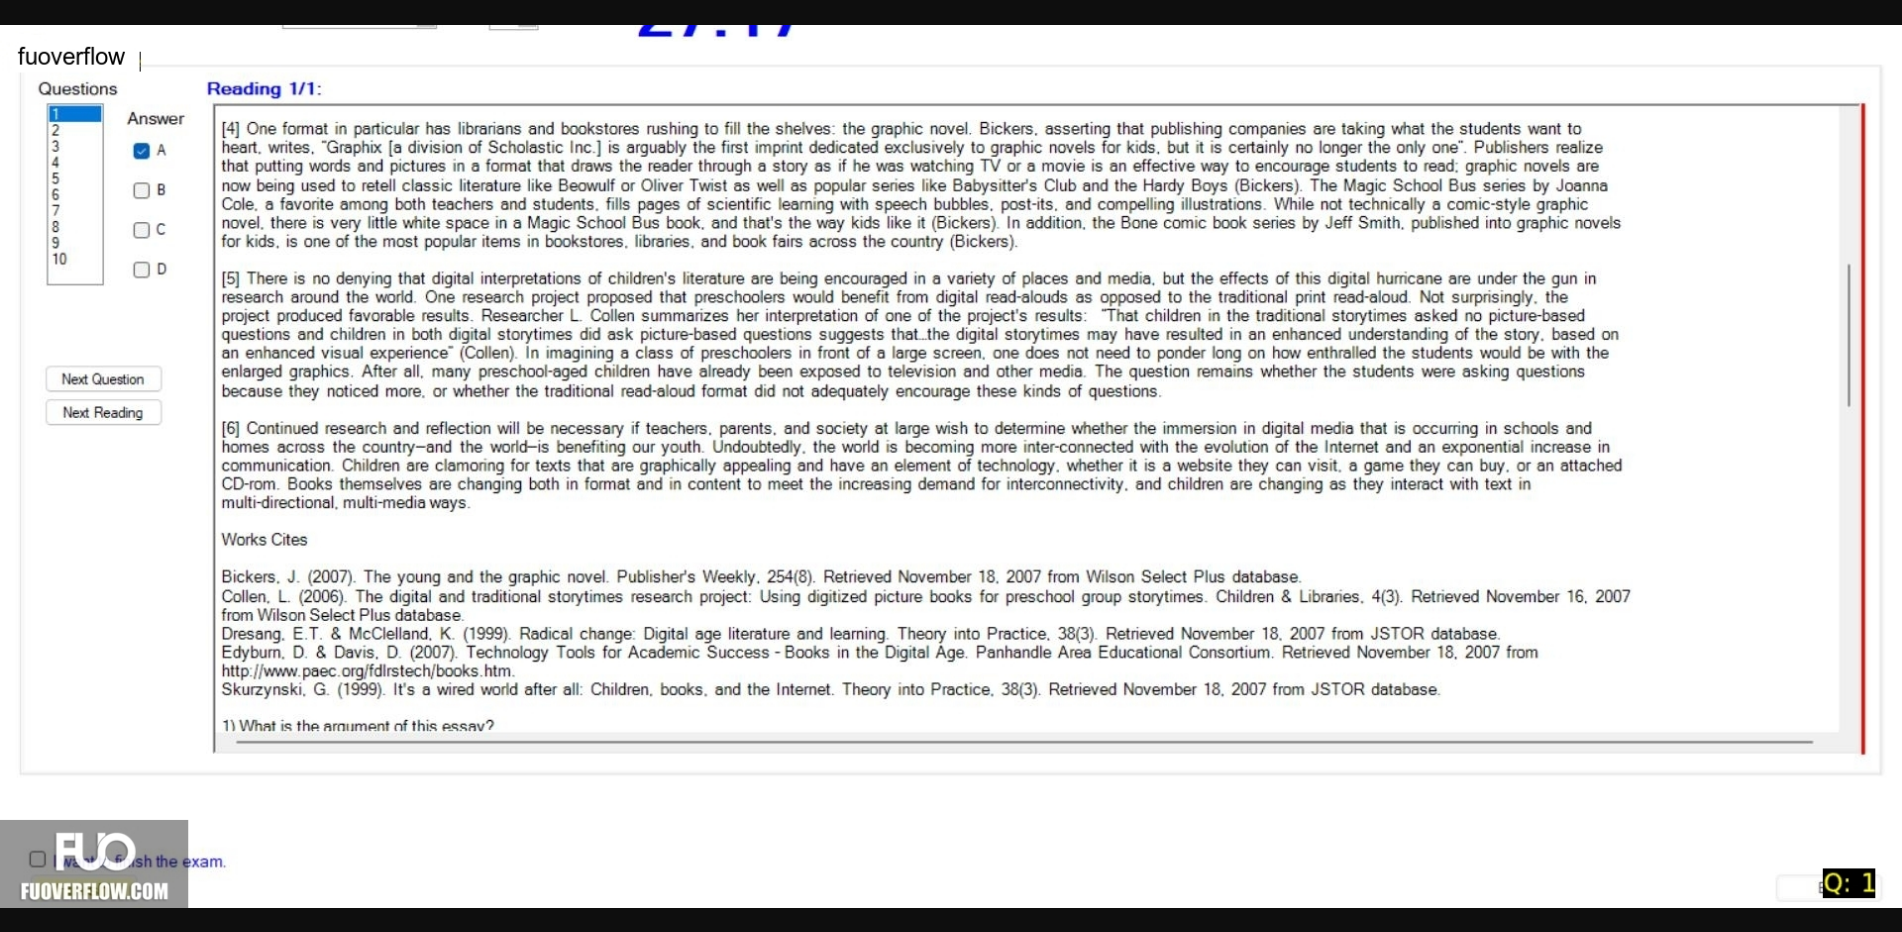 27:17
fuoverflow
Questions
Reading 1/1:
1
2
3
4
5
6
7
8
9
10
Answer
A
B
C
D
Next Question
Next Reading
[4] One format in particular has librarians and bookstores rushing to fill the shelves: the graphic novel. Bickers, asserting that publishing companies are taking what the students want to
heart, writes, "Graphix [a division of Scholastic Inc.] is arguably the first imprint dedicated exclusively to graphic novels for kids, but it is certainly no longer the only one". Publishers realize
that putting words and pictures in a format that draws the reader through a story as if he was watching TV or a movie is an effective way to encourage students to read; graphic novels are
now being used to retell classic literature like Beowulf or Oliver Twist as well as popular series like Babysitter's Club and the Hardy Boys (Bickers). The Magic School Bus series by Joanna
Cole, a favorite among both teachers and students, fills pages of scientific learning with speech bubbles, post-its, and compelling illustrations. While not technically a comic-style graphic
novel, there is very little white space in a Magic School Bus book, and that's the way kids like it (Bickers). In addition, the Bone comic book series by Jeff Smith, published into graphic novels
for kids, is one of the most popular items in bookstores, libraries, and book fairs across the country (Bickers).
[5] There is no denying that digital interpretations of children's literature are being encouraged in a variety of places and media, but the effects of this digital hurricane are under the gun in
research around the world. One research project proposed that preschoolers would benefit from digital read-alouds as opposed to the traditional print read-aloud. Not surprisingly, the
project produced favorable results. Researcher L. Collen summarizes her interpretation of one of the project's results: "That children in the traditional storytimes asked no picture-based
questions and children in both digital storytimes did ask picture-based questions suggests that...the digital storytimes may have resulted in an enhanced understanding of the story, based on
an enhanced visual experience" (Collen). In imagining a class of preschoolers in front of a large screen, one does not need to ponder long on how enthralled the students would be with the
enlarged graphics. After all, many preschool-aged children have already been exposed to television and other media. The question remains whether the students were asking questions
because they noticed more, or whether the traditional read-aloud format did not adequately encourage these kinds of questions.
[6] Continued research and reflection will be necessary if teachers, parents, and society at large wish to determine whether the immersion in digital media that is occurring in schools and
homes across the country—and the world—is benefiting our youth. Undoubtedly, the world is becoming more inter-connected with the evolution of the Internet and an exponential increase in
communication. Children are clamoring for texts that are graphically appealing and have an element of technology, whether it is a website they can visit, a game they can buy, or an attached
CD-rom. Books themselves are changing both in format and in content to meet the increasing demand for interconnectivity, and children are changing as they interact with text in
multi-directional, multi-media ways.
Works Cites
Bickers, J. (2007). The young and the graphic novel. Publisher's Weekly, 254(8). Retrieved November 18, 2007 from Wilson Select Plus database.
Collen, L. (2006). The digital and traditional storytimes research project: Using digitized picture books for preschool group storytimes. Children & Libraries, 4(3). Retrieved November 16, 2007
from Wilson Select Plus database.
Dresang, E.T. & McClelland, K. (1999). Radical change: Digital age literature and learning. Theory into Practice, 38(3). Retrieved November 18, 2007 from JSTOR database.
Edyburn, D. & Davis, D. (2007). Technology Tools for Academic Success - Books in the Digital Age. Panhandle Area Educational Consortium. Retrieved November 18, 2007 from
http://www.paec.org/fdlrstech/books.htm.
Skurzynski, G. (1999). It's a wired world after all: Children, books, and the Internet. Theory into Practice, 38(3). Retrieved November 18, 2007 from JSTOR database.
1) What is the argument of this essay?
FUO
finish the exam.
FUOVERFLOW.COM
Q: 1